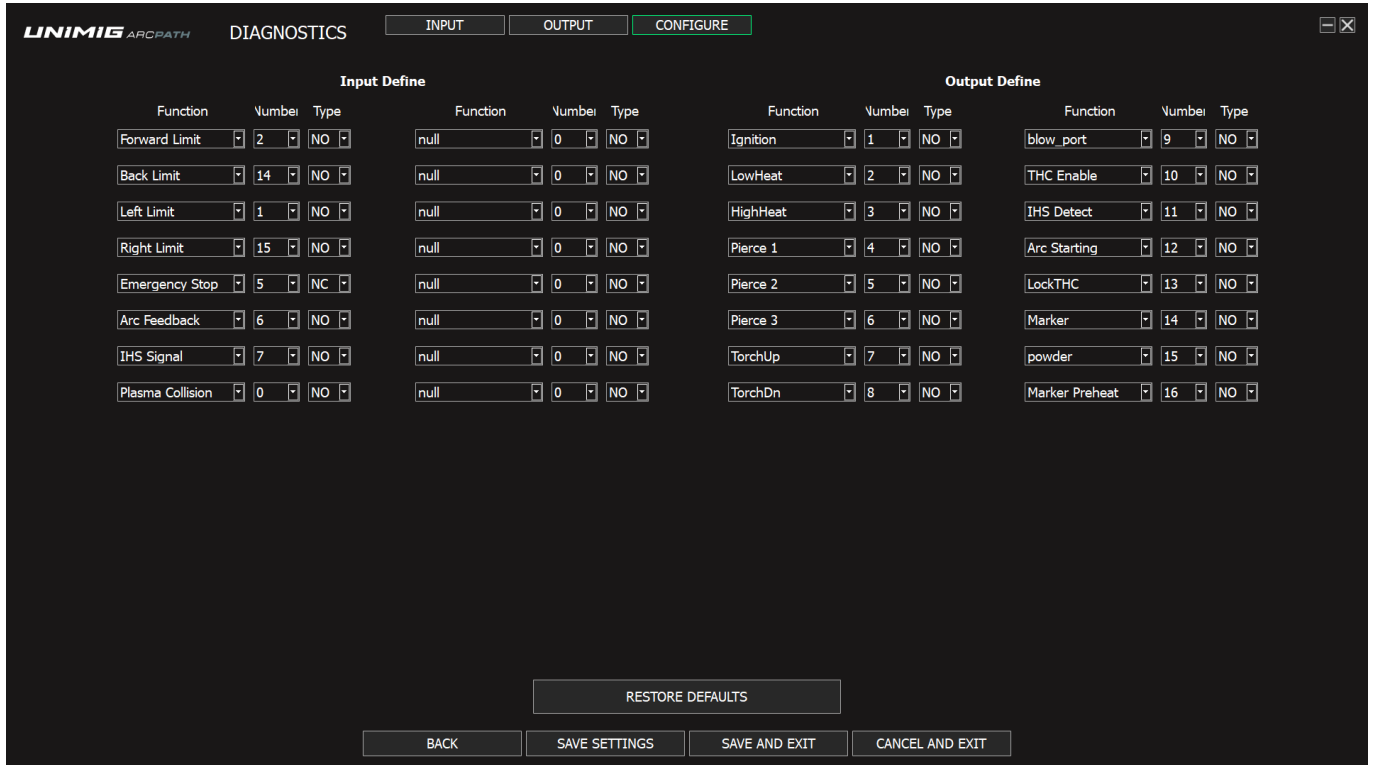 UNIMIG ARCPATH DIAGNOSTICS INPUT OUTPUT CONFIGURE
Input Define Output Define
Function Number Type Function Number Type Function Number Type Function Number Type
Forward Limit 2 NO null 0 NO Ignition 1 NO blow_port 9 NO
Back Limit 14 NO null 0 NO LowHeat 2 NO THC Enable 10 NO
Left Limit 1 NO null 0 NO HighHeat 3 NO IHS Detect 11 NO
Right Limit 15 NO null 0 NO Pierce 1 4 NO Arc Starting 12 NO
Emergency Stop 5 NC null 0 NO Pierce 2 5 NO LockTHC 13 NO
Arc Feedback 6 NO null 0 NO Pierce 3 6 NO Marker 14 NO
IHS Signal 7 NO null 0 NO TorchUp 7 NO powder 15 NO
Plasma Collision 0 NO null 0 NO TorchDn 8 NO Marker Preheat 16 NO
RESTORE DEFAULTS
BACK SAVE SETTINGS SAVE AND EXIT CANCEL AND EXIT